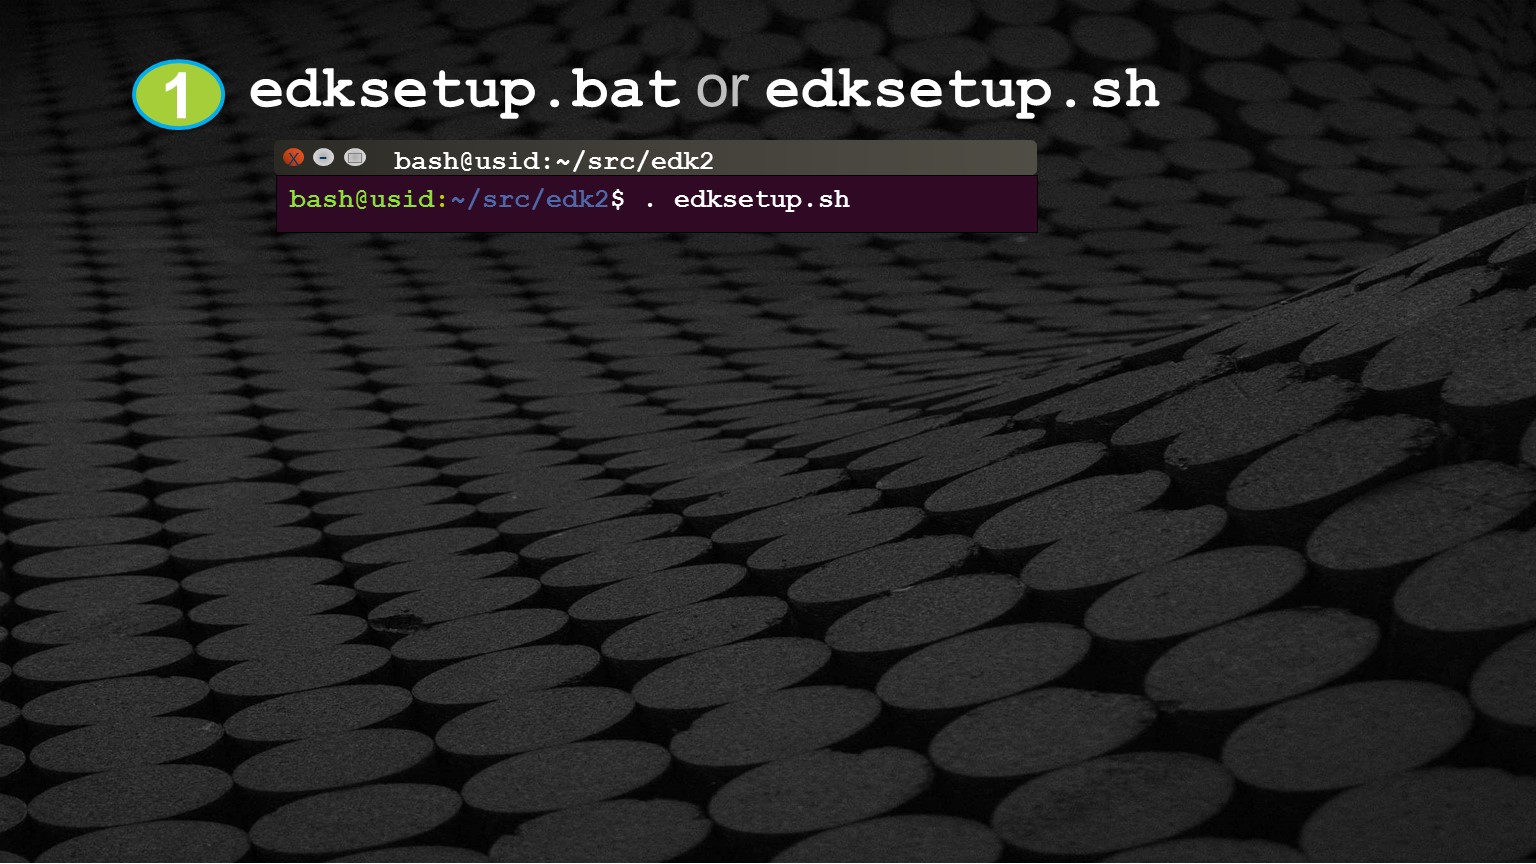 1 edksetup.bat or edksetup.sh
X - bash@usid:~/src/edk2
bash@usid:~/src/edk2$ . edksetup.sh